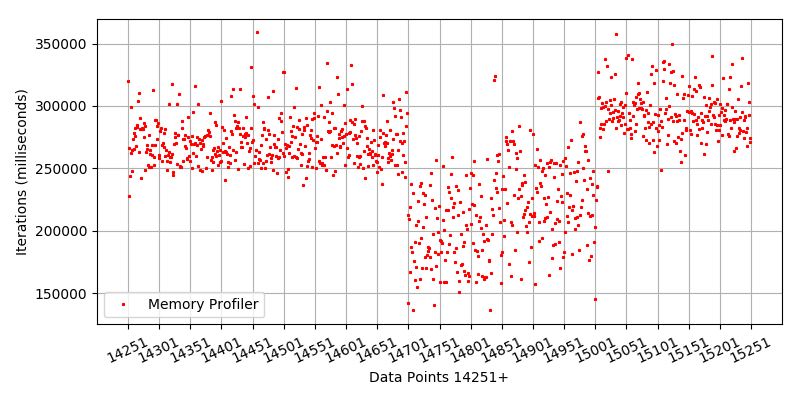 350000
300000
250000
200000
150000
Iterations (milliseconds)
Memory Profiler
14251 14301 14351 14401 14451 14501 14551 14601 14651 14701 14751 14801 14851 14901 14951 15001 15051 15101 15151 15201 15251
Data Points 14251+